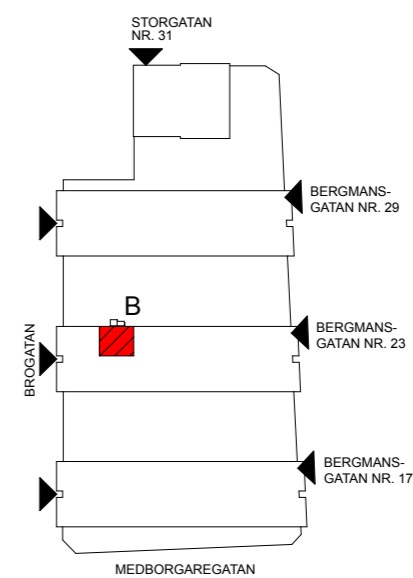 STORGATAN
NR. 31
BERGMANS-
GATAN NR. 29
B
BERGMANS-
GATAN NR. 23
BROGATAN
BERGMANS-
GATAN NR. 17
MEDBORGAREGATAN